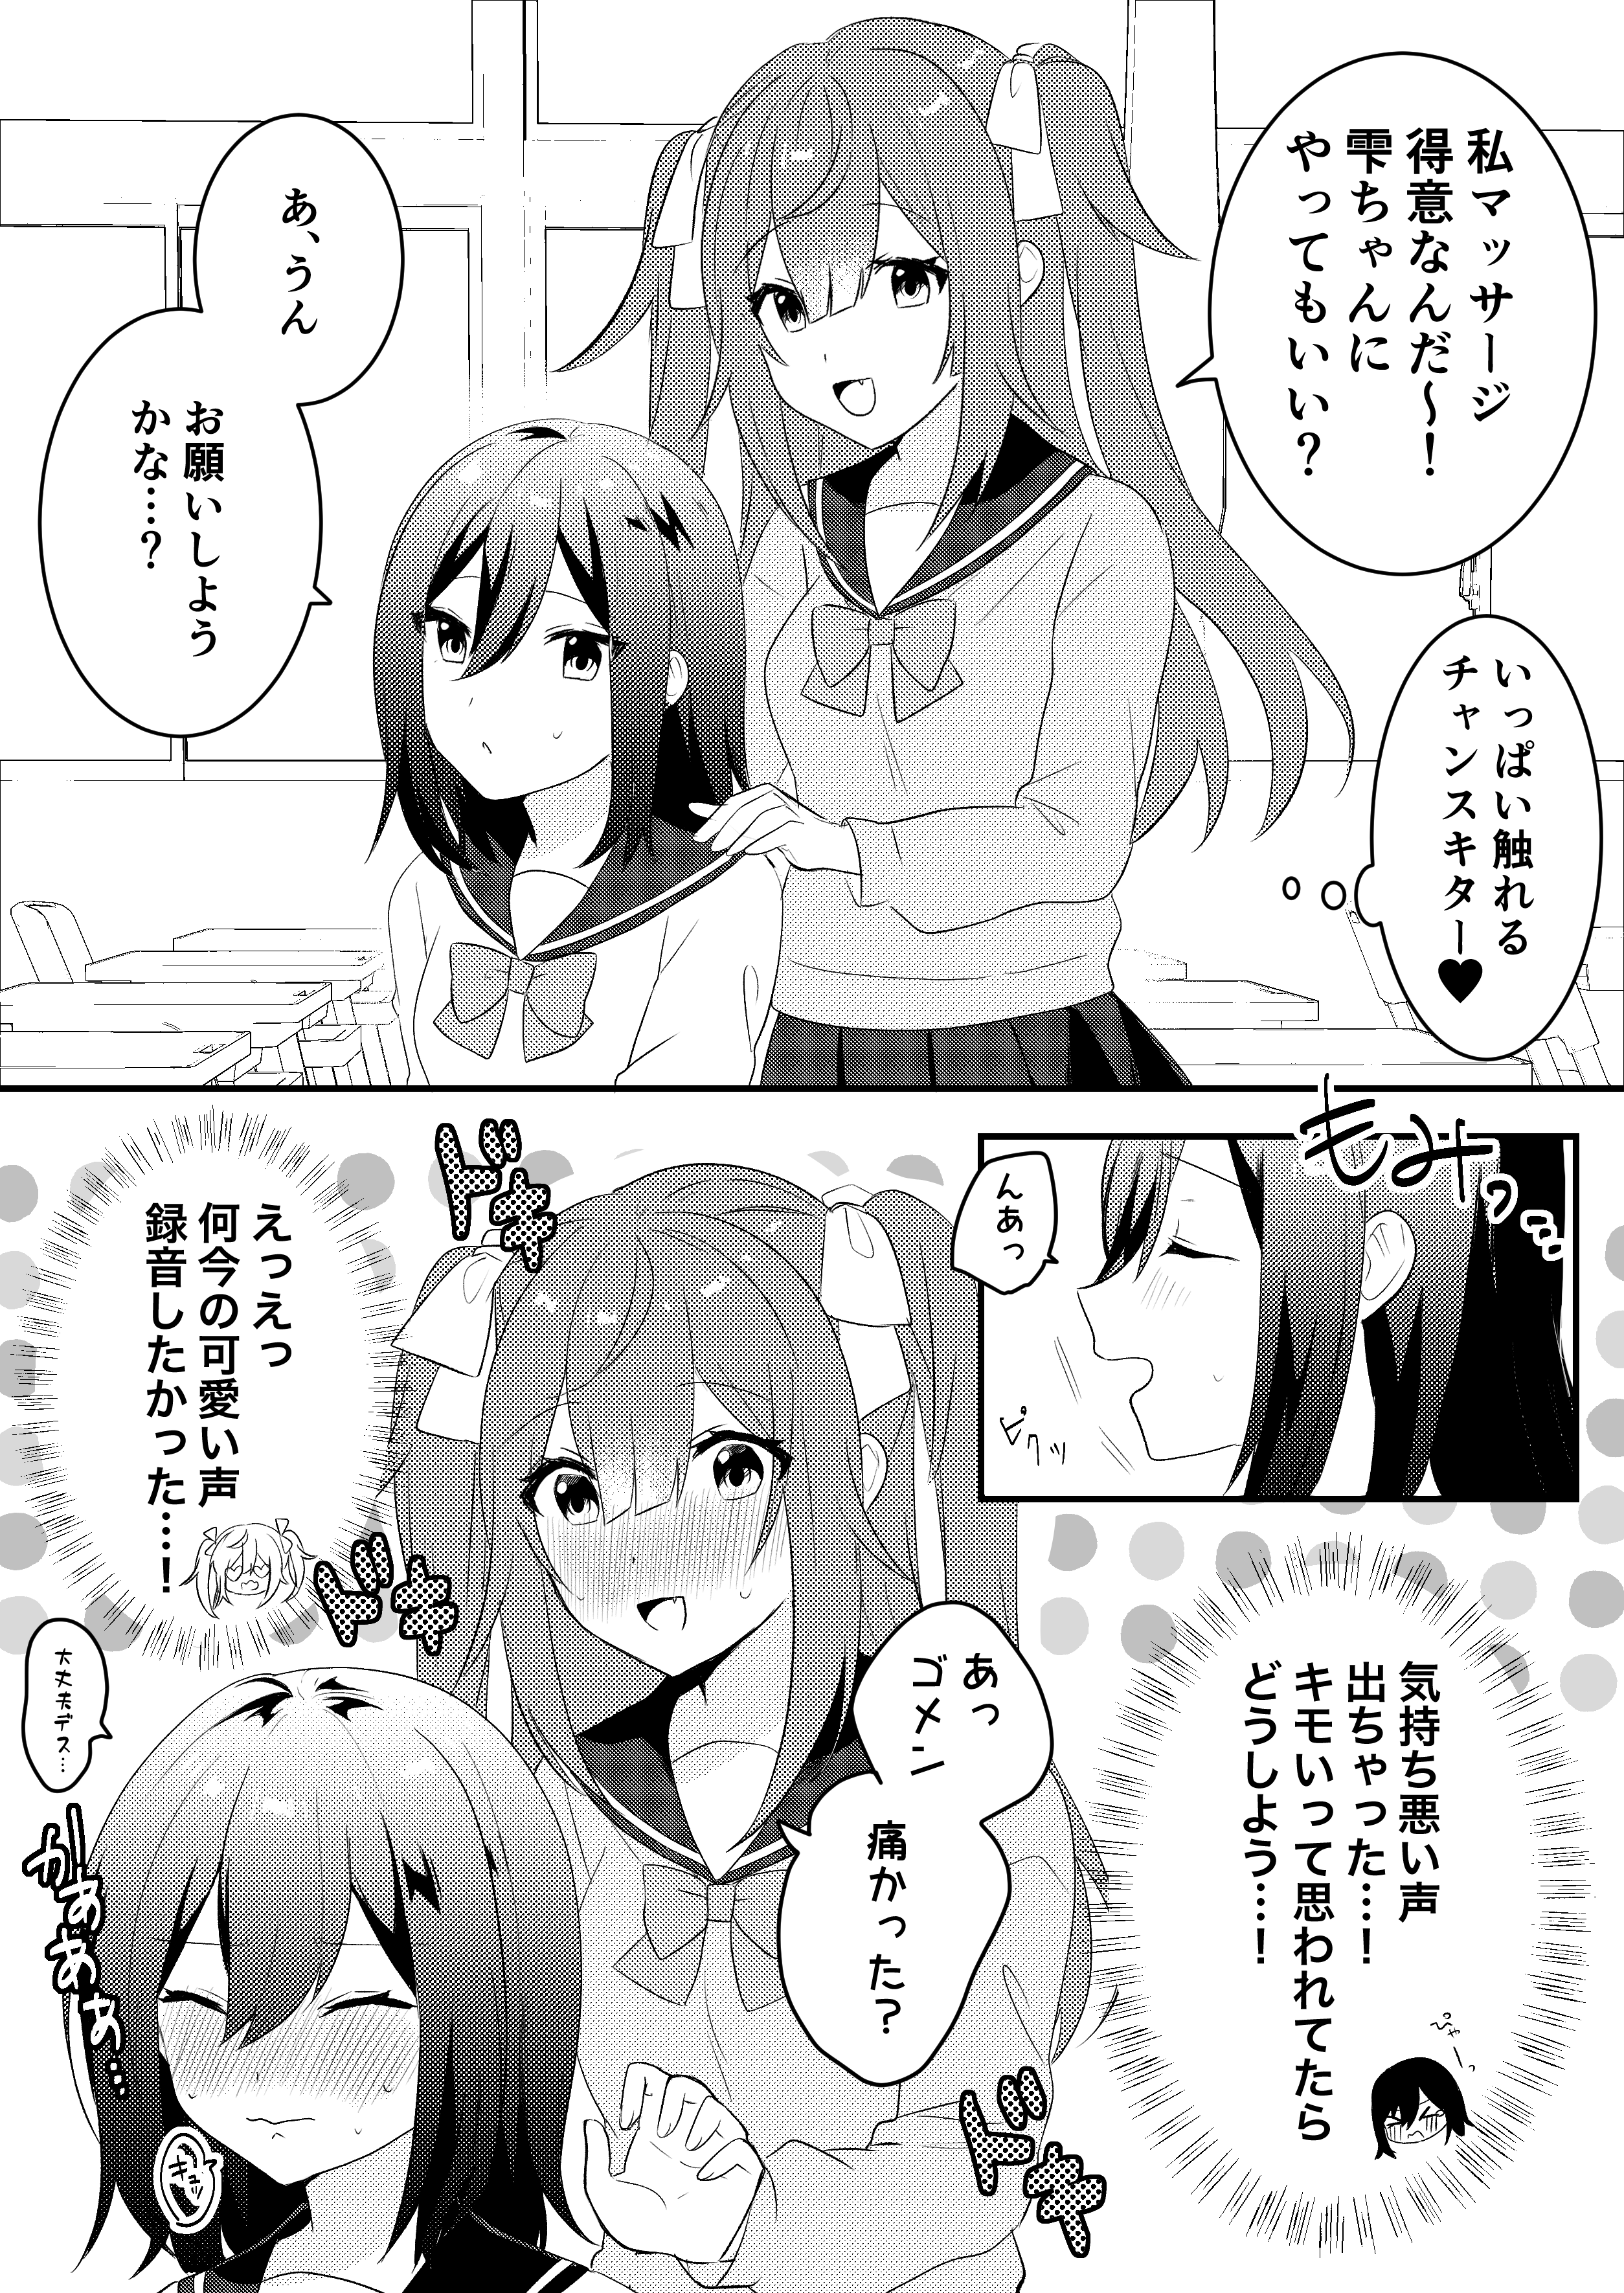 私マッサージ
得意なんだ〜！
雫ちゃんに
やってもいい？
あ、うん
お願いしよう
かな…？
いっぱい触れる
チャンスキター♥
もみっ…
んあっ
ピクッ
気持ち悪い声
出ちゃった…！
キモいって思われてたら
どうしよう…！
ぴゃーっ
ドキ
えっえっ
何今の可愛い声
録音したかった…！
ドキ
あっ
ゴメン
痛かった？
大丈夫デス…
かぁぁぁ…
キュッ
ドキ